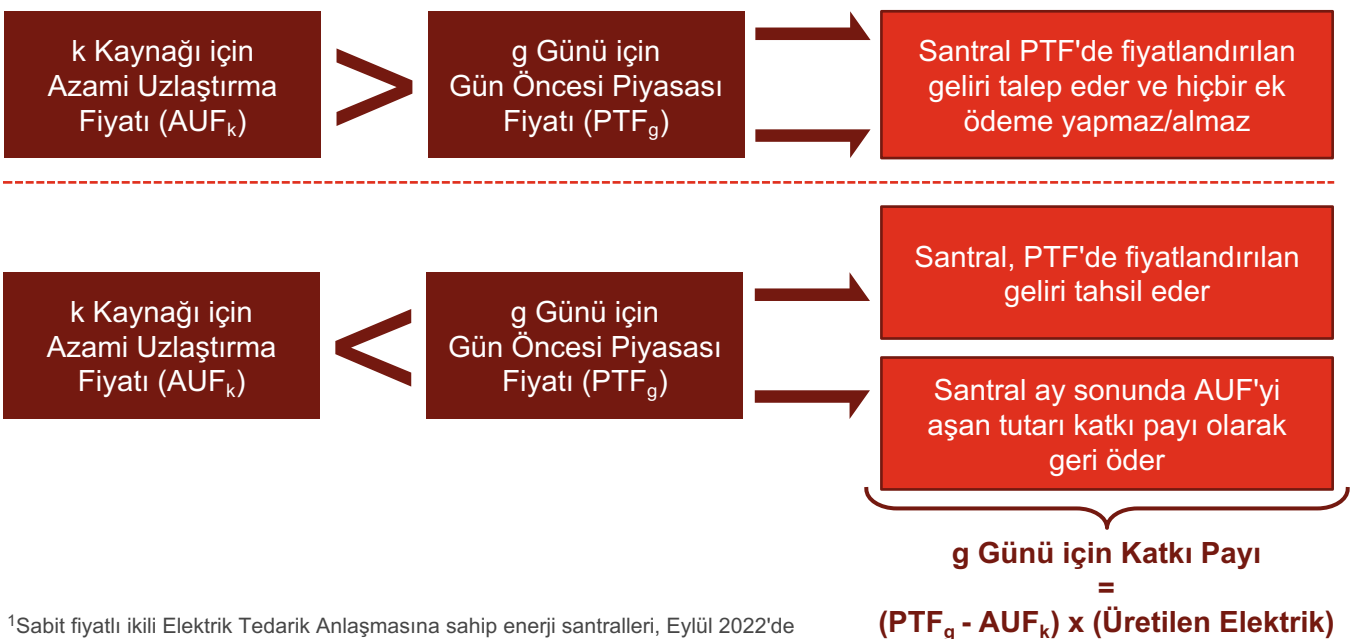 k Kaynağı için
Azami Uzlaştırma
Fiyatı (AUFk)
>
g Günü için
Gün Öncesi Piyasası
Fiyatı (PTFg)
Santral PTF'de fiyatlandırılan
geliri talep eder ve hiçbir ek
ödeme yapmaz/almaz
k Kaynağı için
Azami Uzlaştırma
Fiyatı (AUFk)
<
g Günü için
Gün Öncesi Piyasası
Fiyatı (PTFg)
Santral, PTF'de fiyatlandırılan
geliri tahsil eder
Santral ay sonunda AUF'yi
aşan tutarı katkı payı olarak
geri öder
g Günü için Katkı Payı
=
(PTFg - AUFk) x (Üretilen Elektrik)
1Sabit fiyatlı ikili Elektrik Tedarik Anlaşmasına sahip enerji santralleri, Eylül 2022'de